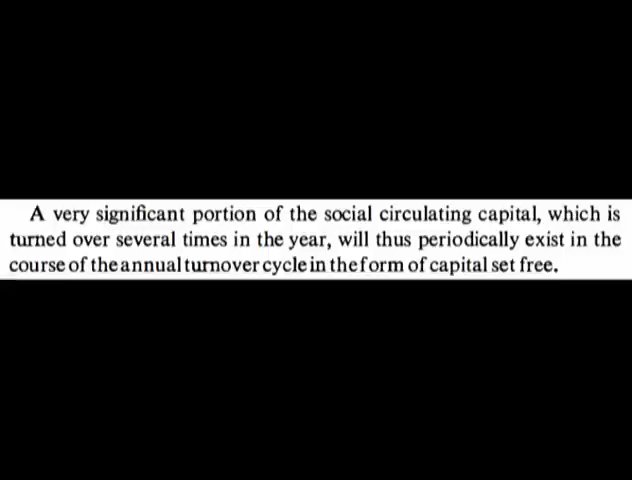 A very significant portion of the social circulating capital, which is
turned over several times in the year, will thus periodically exist in the
course of the annual turnover cycle in the form of capital set free.